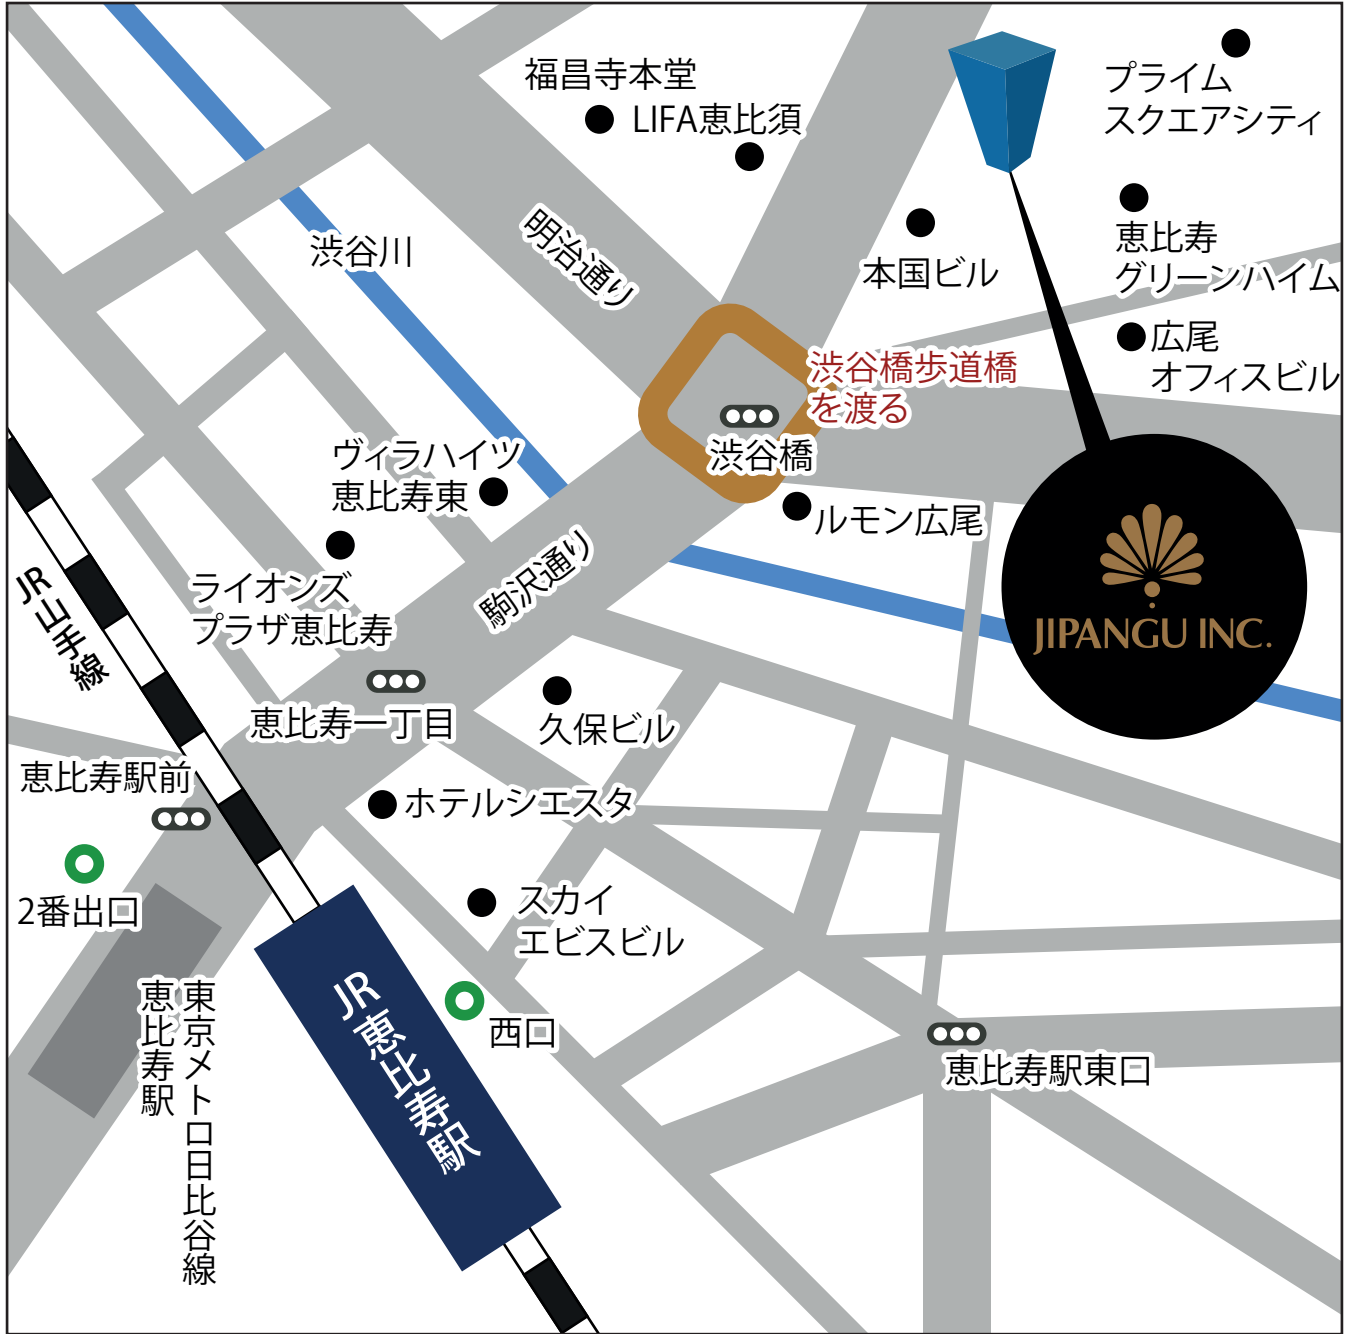 福昌寺本堂
LIFA恵比須
プライム
スクエアシティ
明治通り
渋谷川
本国ビル
恵比寿
グリーンハイム
広尾
オフィスビル
渋谷橋歩道橋
を渡る
渋谷橋
ヴィラハイツ
恵比寿東
ルモン広尾
駒沢通り
ライオンズ
プラザ恵比寿
JR山手線
JIPANGU INC.
恵比寿一丁目
久保ビル
恵比寿駅前
ホテルシエスタ
2番出口
スカイ
エビスビル
東京メトロ日比谷線
恵比寿駅
JR恵比寿駅
西口
恵比寿駅東口